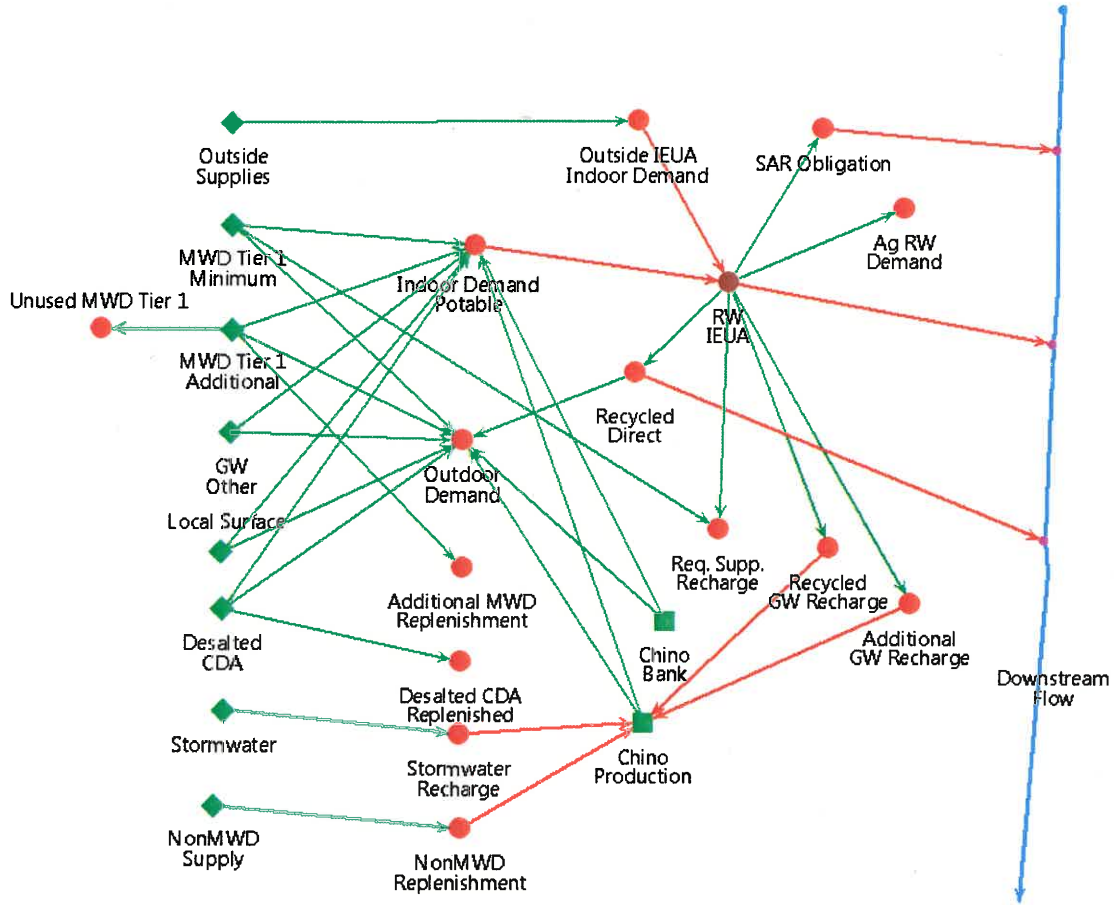 Outside
Supplies
Outside IEUA
Indoor Demand
SAR Obligation
MWD Tier 1
Minimum
Indoor Demand
Potable
Ag RW
Demand
Unused MWD Tier 1
RW
IEUA
MWD Tier 1
Additional
Recycled
Direct
GW
Other
Outdoor
Demand
Local Surface
Req. Supp.
Recharge
Recycled
GW Recharge
Additional MWD
Replenishment
Additional
GW Recharge
Desalted
CDA
Chino
Bank
Downstream
Flow
Desalted CDA
Replenished
Stormwater
Stormwater
Recharge
Chino
Production
NonMWD
Supply
NonMWD
Replenishment